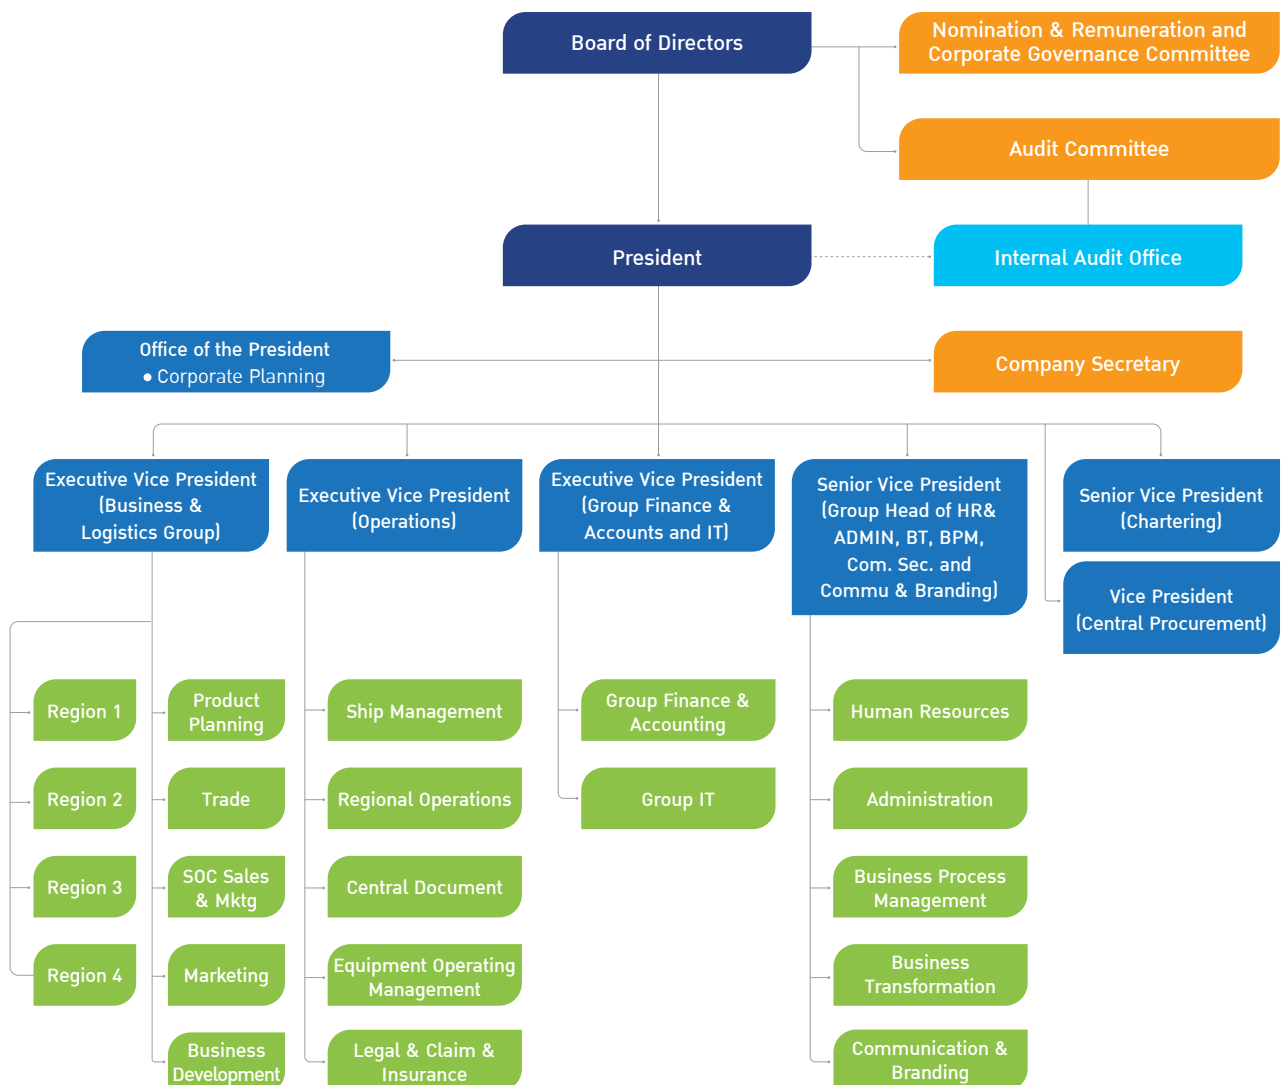 Board of Directors
Nomination & Remuneration and
Corporate Governance Committee
Audit Committee
President
Internal Audit Office
Office of the President
● Corporate Planning
Company Secretary
Executive Vice President
(Business &
Logistics Group)
Executive Vice President
(Operations)
Executive Vice President
(Group Finance &
Accounts and IT)
Senior Vice President
(Group Head of HR&
ADMIN, BT, BPM,
Com. Sec. and
Commu & Branding)
Senior Vice President
(Chartering)
Vice President
(Central Procurement)
Region 1
Region 2
Region 3
Region 4
Product
Planning
Trade
SOC Sales
& Mktg
Marketing
Business
Development
Ship Management
Regional Operations
Central Document
Equipment Operating
Management
Legal & Claim &
Insurance
Group Finance &
Accounting
Group IT
Human Resources
Administration
Business Process
Management
Business
Transformation
Communication &
Branding